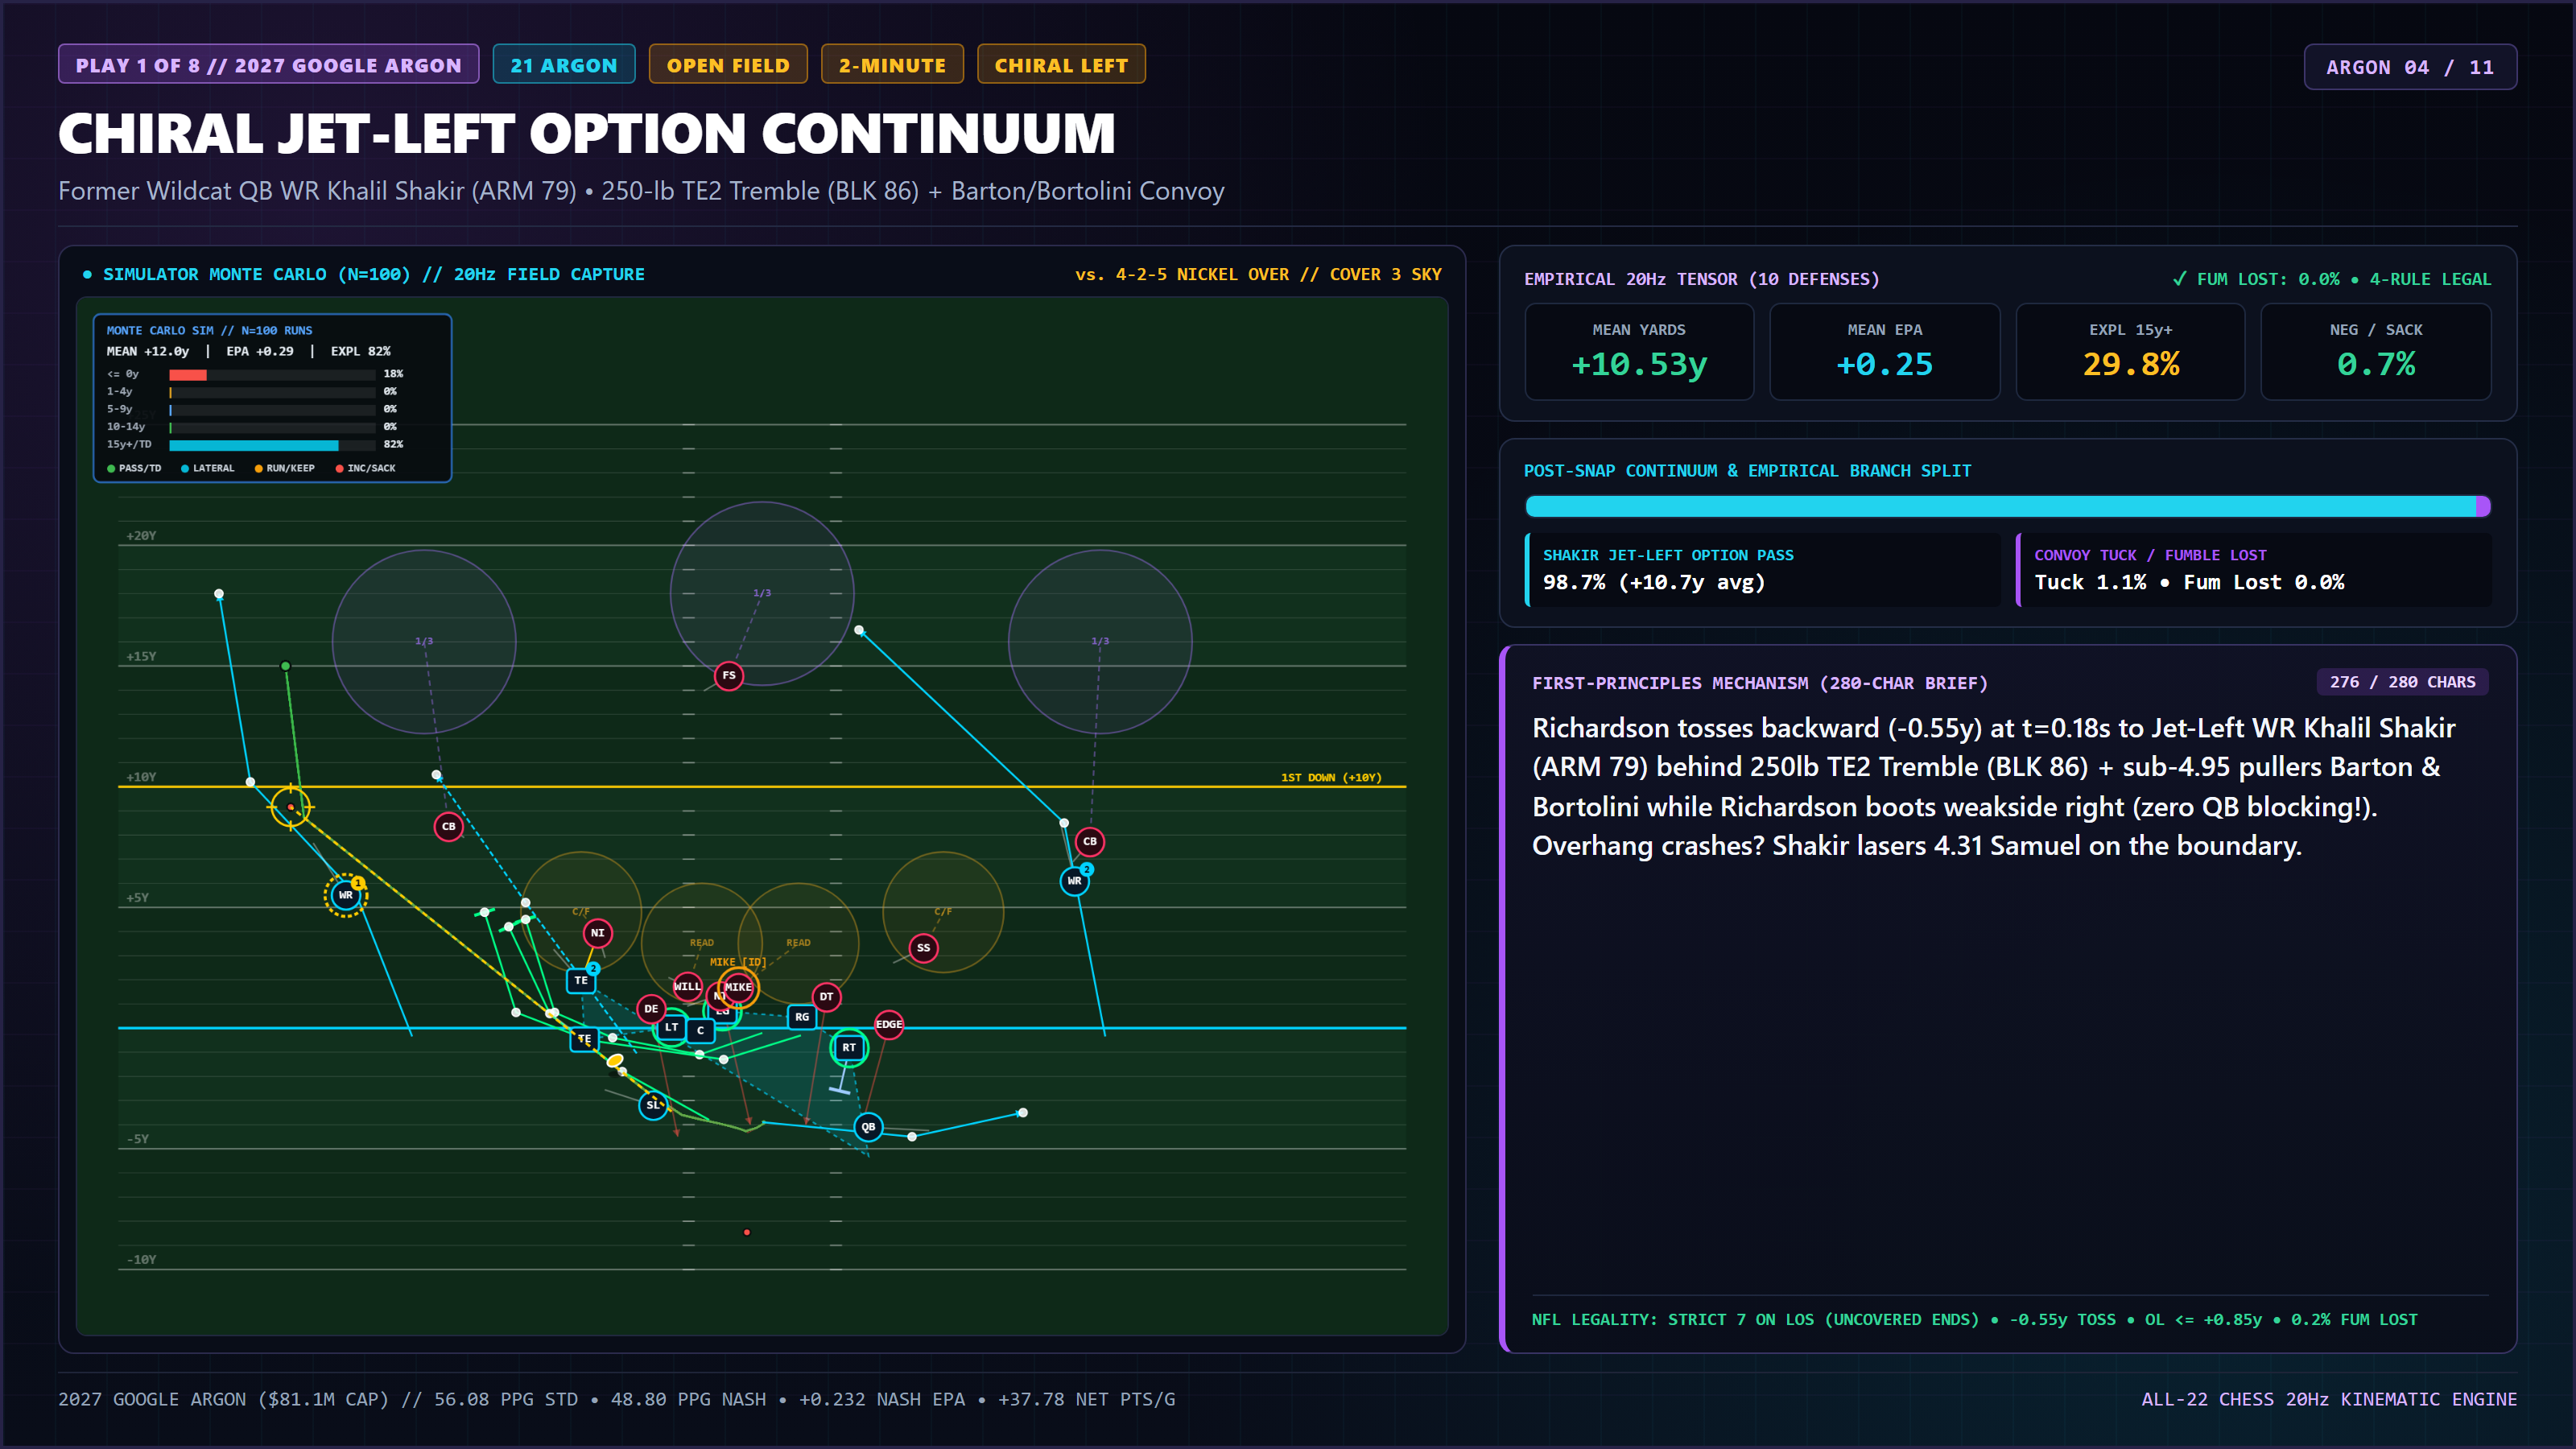 PLAY 1 OF 8 // 2027 GOOGLE ARGON
21 ARGON
OPEN FIELD
2-MINUTE
CHIRAL LEFT
ARGON 04 / 11
CHIRAL JET-LEFT OPTION CONTINUUM
Former Wildcat QB WR Khalil Shakir (ARM 79) • 250-lb TE2 Tremble (BLK 86) + Barton/Bortolini Convoy
SIMULATOR MONTE CARLO (N=100) // 20Hz FIELD CAPTURE
vs. 4-2-5 NICKEL OVER // COVER 3 SKY
MONTE CARLO SIM // N=100 RUNS
MEAN +12.0y | EPA +0.29 | EXPL 82%
<= 0y 18%
1-4y 0%
5-9y 0%
10-14y 0%
15y+/TD 82%
PASS/TD LATERAL RUN/KEEP INC/SACK
+20Y
1/3
1/3
1/3
+15Y
FS
+10Y
1ST DOWN (+10Y)
CB
CB
WR 1
WR 2
+5Y
C/F
C/F
NI
READ
READ
SS
MIKE [ID]
TE 2
WILL
MIKE
DE
DT
LT
C
RG
EDGE
TE
RT
SL
QB
-5Y
-10Y
EMPIRICAL 20Hz TENSOR (10 DEFENSES)
✓ FUM LOST: 0.0% • 4-RULE LEGAL
MEAN YARDS
+10.53y
MEAN EPA
+0.25
EXPL 15y+
29.8%
NEG / SACK
0.7%
POST-SNAP CONTINUUM & EMPIRICAL BRANCH SPLIT
SHAKIR JET-LEFT OPTION PASS
98.7% (+10.7y avg)
CONVOY TUCK / FUMBLE LOST
Tuck 1.1% • Fum Lost 0.0%
FIRST-PRINCIPLES MECHANISM (280-CHAR BRIEF)
276 / 280 CHARS
Richardson tosses backward (-0.55y) at t=0.18s to Jet-Left WR Khalil Shakir
(ARM 79) behind 250lb TE2 Tremble (BLK 86) + sub-4.95 pullers Barton &
Bortolini while Richardson boots weakside right (zero QB blocking!).
Overhang crashes? Shakir lasers 4.31 Samuel on the boundary.
NFL LEGALITY: STRICT 7 ON LOS (UNCOVERED ENDS) • -0.55y TOSS • OL <= +0.85y • 0.2% FUM LOST
2027 GOOGLE ARGON ($81.1M CAP) // 56.08 PPG STD • 48.80 PPG NASH • +0.232 NASH EPA • +37.78 NET PTS/G
ALL-22 CHESS 20Hz KINEMATIC ENGINE